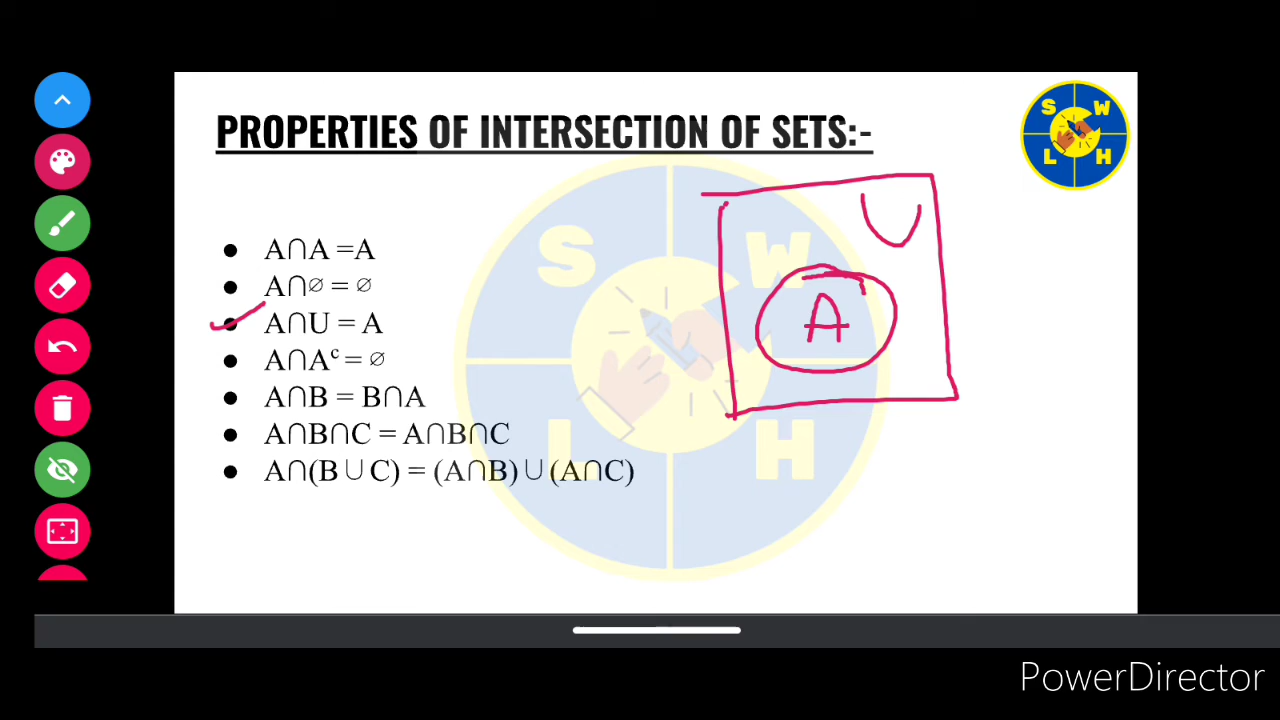 PROPERTIES OF INTERSECTION OF SETS:-
S W
L H
U
A
S W
L H
● A∩A =A
● A∩∅ = ∅
● A∩U = A
● A∩Aᶜ = ∅
● A∩B = B∩A
● A∩B∩C = A∩B∩C
● A∩(B∪C) = (A∩B)∪(A∩C)
PowerDirector